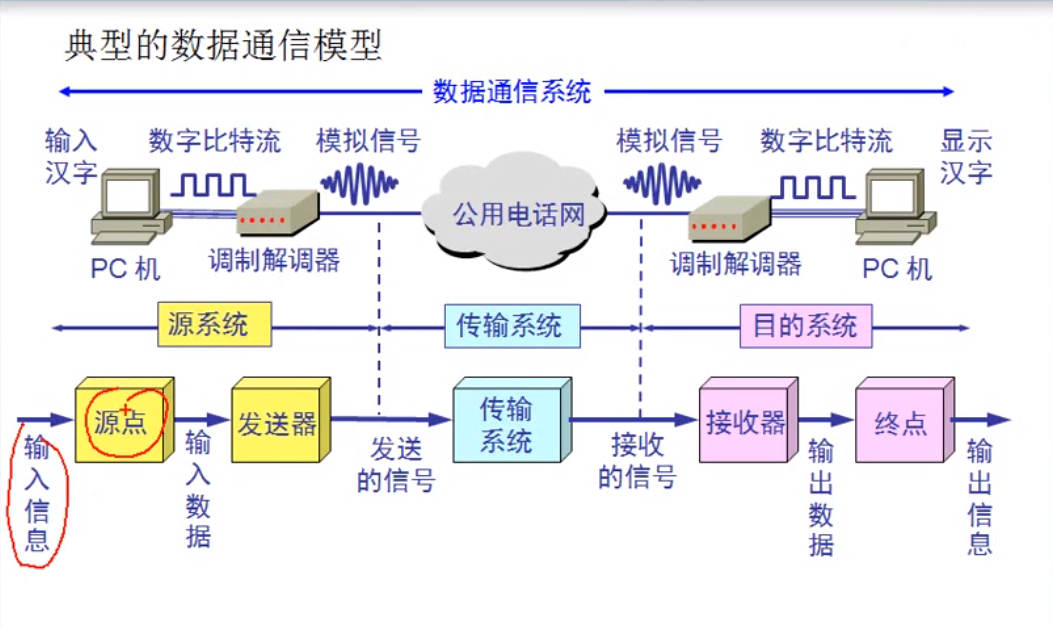 典型的数据通信模型
数据通信系统
输入
汉字
数字比特流
模拟信号
模拟信号
数字比特流
显示
汉字
公用电话网
PC 机
调制解调器
调制解调器
PC 机
源系统
传输系统
目的系统
源点
发送器
传输
系统
接收器
终点
输入信息
输入数据
发送
的信号
接收
的信号
输出数据
输出信息